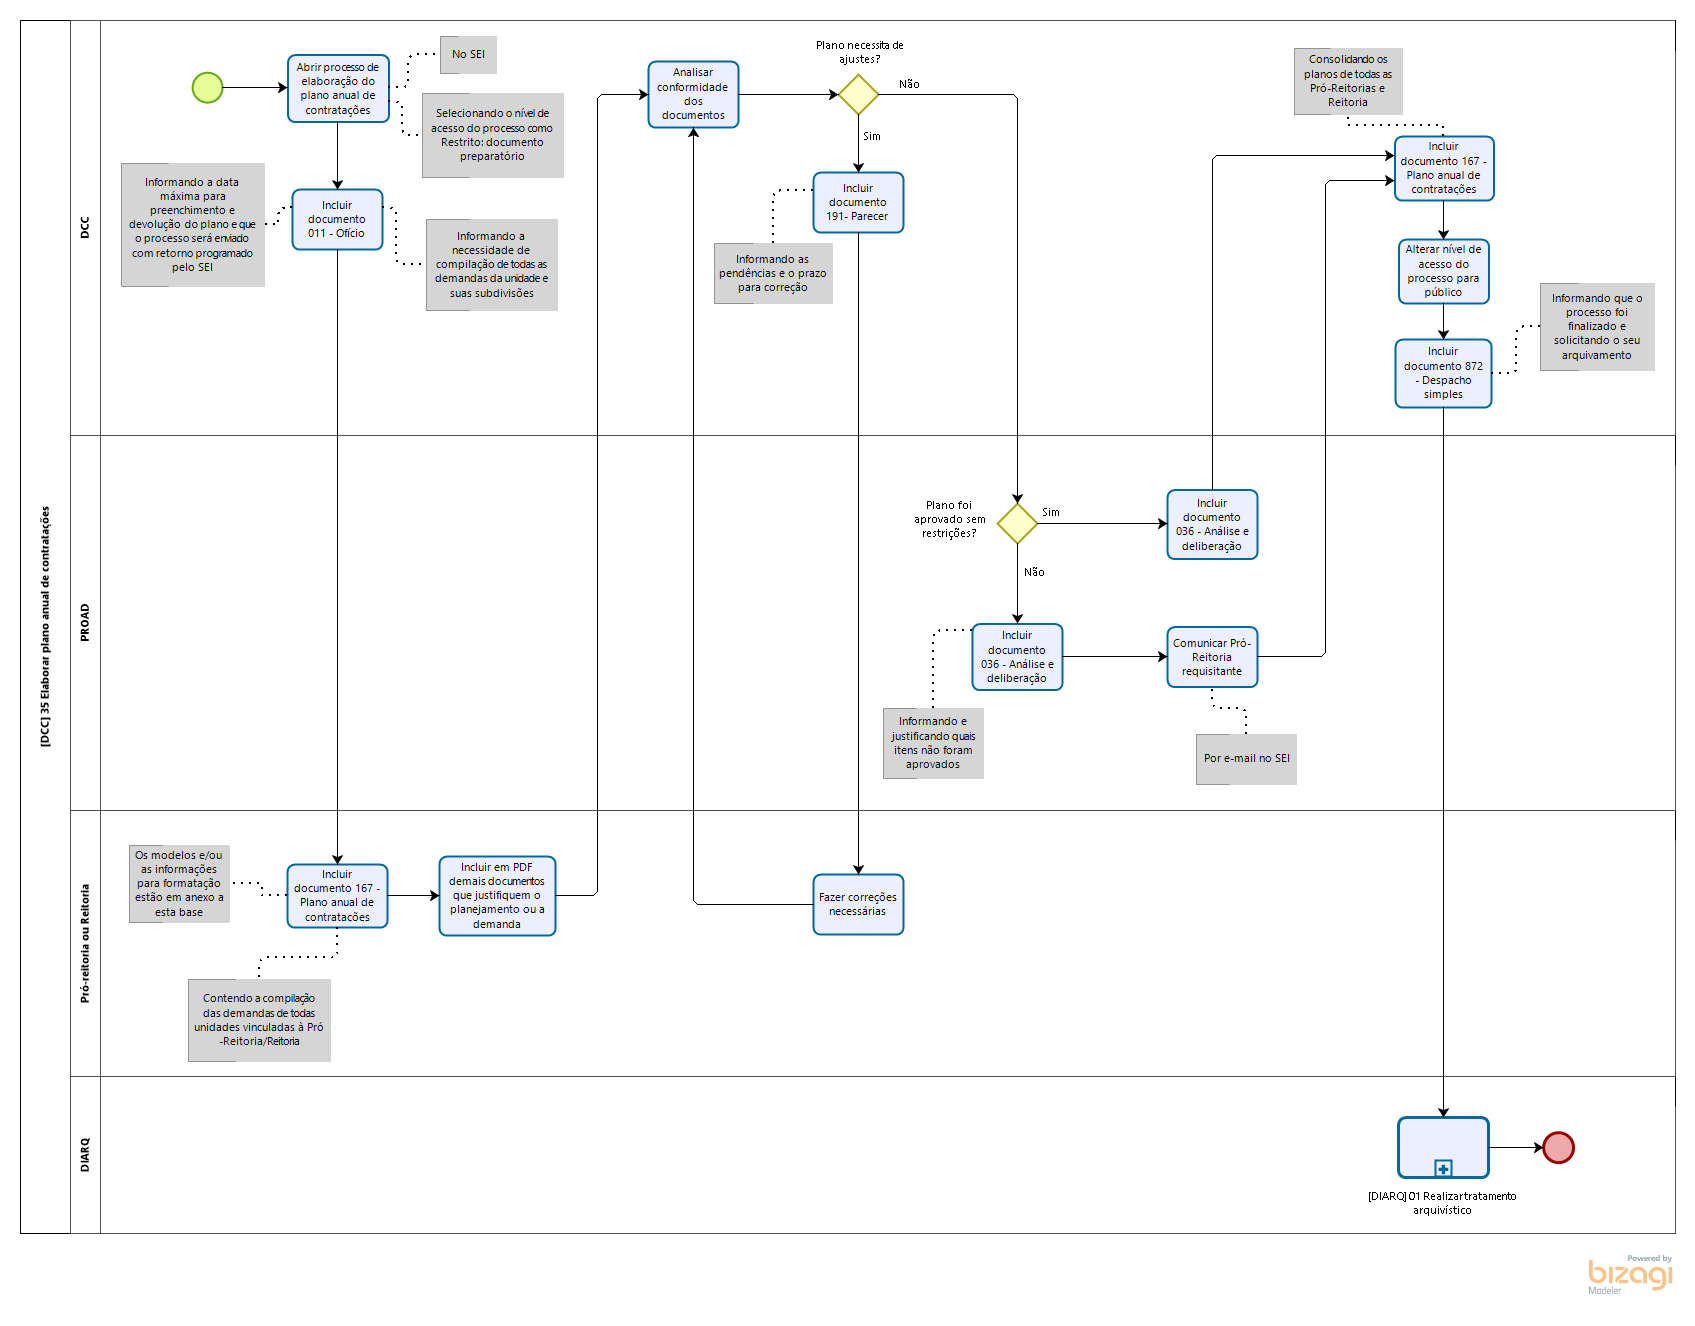 [DCC] 35 Elaborar plano anual de contratações
DCC
No SEI
Abrir processo de
elaboração do
plano anual de
contratações
Selecionando o nível de
acesso do processo como
Restrito: documento
preparatório
Informando a data
máxima para
preenchimento e
devolução do plano e que
o processo será enviado
com retorno programado
pelo SEI
Incluir
documento
011 - Ofício
Informando a
necessidade de
compilação de todas as
demandas da unidade e
suas subdivisões
Analisar
conformidade
dos
documentos
Plano necessita de
ajustes?
Não
Sim
Incluir
documento
191- Parecer
Informando as
pendências e o prazo
para correção
Consolidando os
planos de todas as
Pró-Reitorias e
Reitoria
Incluir
documento 167 -
Plano anual de
contratações
Alterar nível de
acesso do
processo para
público
Incluir
documento 872
- Despacho
simples
Informando que o
processo foi
finalizado e
solicitando o seu
arquivamento
PROAD
Plano foi
aprovado sem
restrições?
Sim
Não
Incluir
documento
036 - Análise e
deliberação
Incluir
documento
036 - Análise e
deliberação
Comunicar Pró-
Reitoria
requisitante
Informando e
justificando quais
itens não foram
aprovados
Por e-mail no SEI
Pró-reitoria ou Reitoria
Os modelos e/ou
as informações
para formatação
estão em anexo a
esta base
Incluir
documento 167 -
Plano anual de
contratacões
Incluir em PDF
demais documentos
que justifiquem o
planejamento ou a
demanda
Fazer correções
necessárias
Contendo a compilação
das demandas de todas
unidades vinculadas à Pró
-Reitoria/Reitoria
DIARQ
[DIARQ] 01 Realizar tratamento
arquivístico
Powered by
bizagi
Modeler